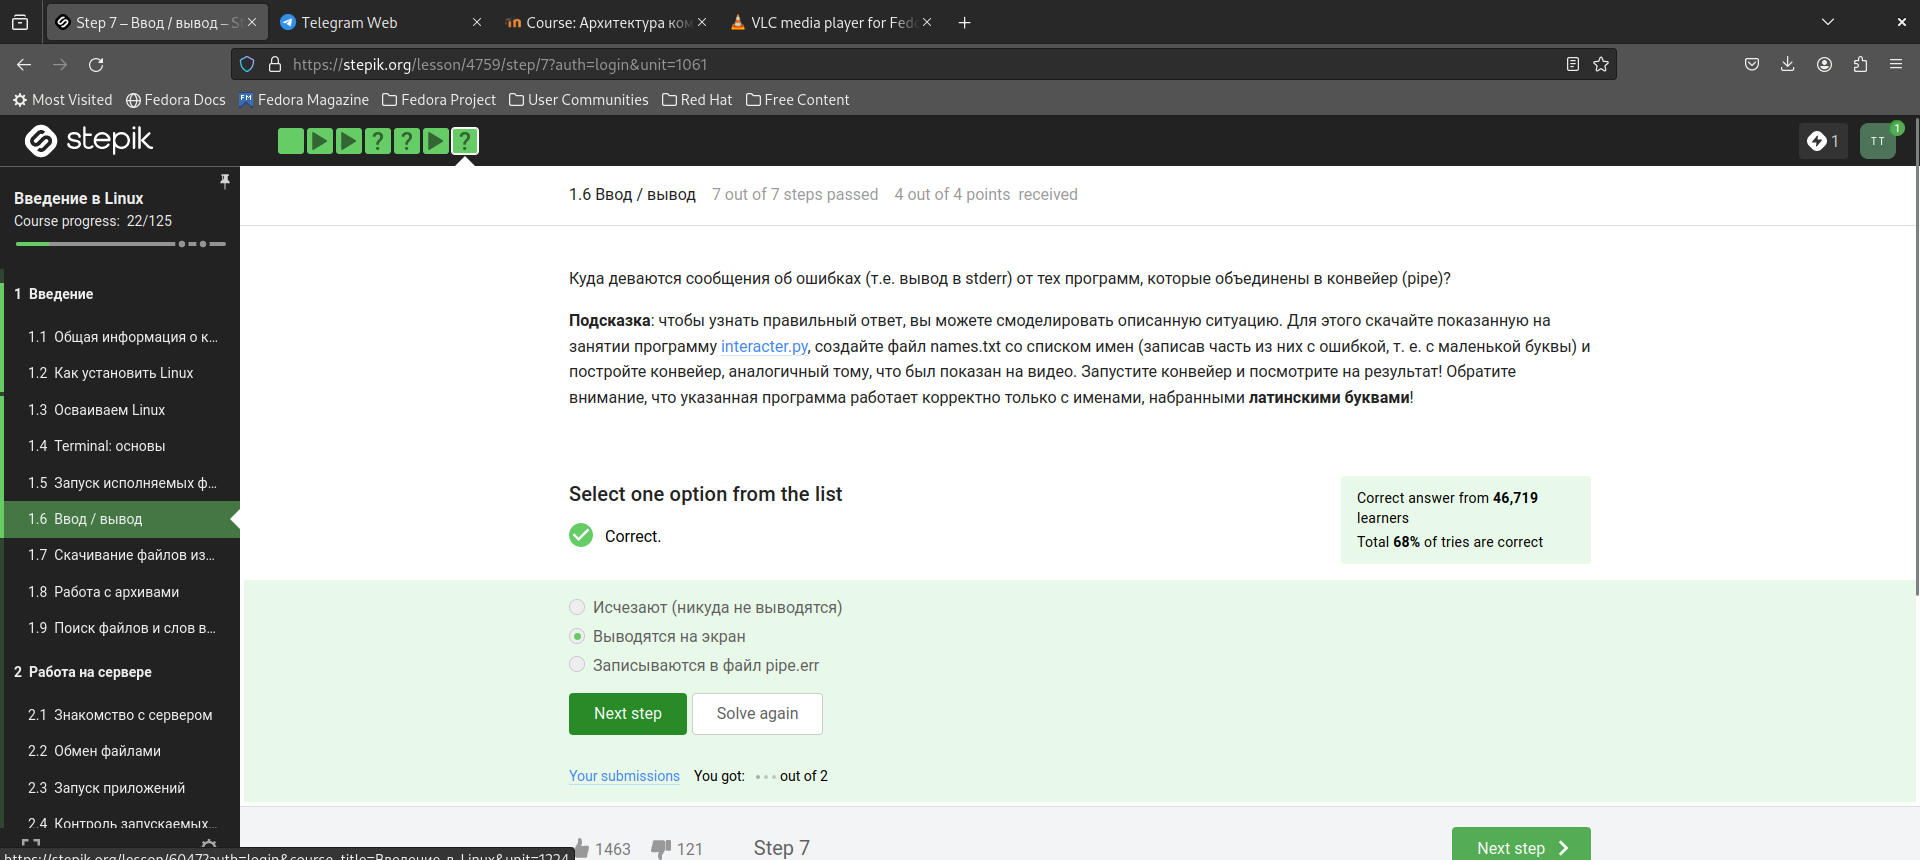 Step 7 – Ввод / вывод – S
Telegram Web
Course: Архитектура ком
VLC media player for Fedo
https://stepik.org/lesson/4759/step/7?auth=login&unit=1061
Most Visited
Fedora Docs
Fedora Magazine
Fedora Project
User Communities
Red Hat
Free Content
stepik
1
TT
1
Введение в Linux
Course progress: 22/125
1 Введение
1.1 Общая информация о к...
1.2 Как установить Linux
1.3 Осваиваем Linux
1.4 Terminal: основы
1.5 Запуск исполняемых ф...
1.6 Ввод / вывод
1.7 Скачивание файлов из...
1.8 Работа с архивами
1.9 Поиск файлов и слов в...
2 Работа на сервере
2.1 Знакомство с сервером
2.2 Обмен файлами
2.3 Запуск приложений
2.4 Контроль запускаемых...
https://stepik.org/lesson/6047?auth=login&course_title=Введение в Linux&unit=1224
1.6 Ввод / вывод 7 out of 7 steps passed 4 out of 4 points received
Куда деваются сообщения об ошибках (т.е. вывод в stderr) от тех программ, которые объединены в конвейер (pipe)?
Подсказка: чтобы узнать правильный ответ, вы можете смоделировать описанную ситуацию. Для этого скачайте показанную на
занятии программу interacter.py, создайте файл names.txt со списком имен (записав часть из них с ошибкой, т. е. с маленькой буквы) и
постройте конвейер, аналогичный тому, что был показан на видео. Запустите конвейер и посмотрите на результат! Обратите
внимание, что указанная программа работает корректно только с именами, набранными латинскими буквами!
Select one option from the list
Correct.
Correct answer from 46,719
learners
Total 68% of tries are correct
Исчезают (никуда не выводятся)
Выводятся на экран
Записываются в файл pipe.err
Next step
Solve again
Your submissions You got: out of 2
1463
121
Step 7
Next step